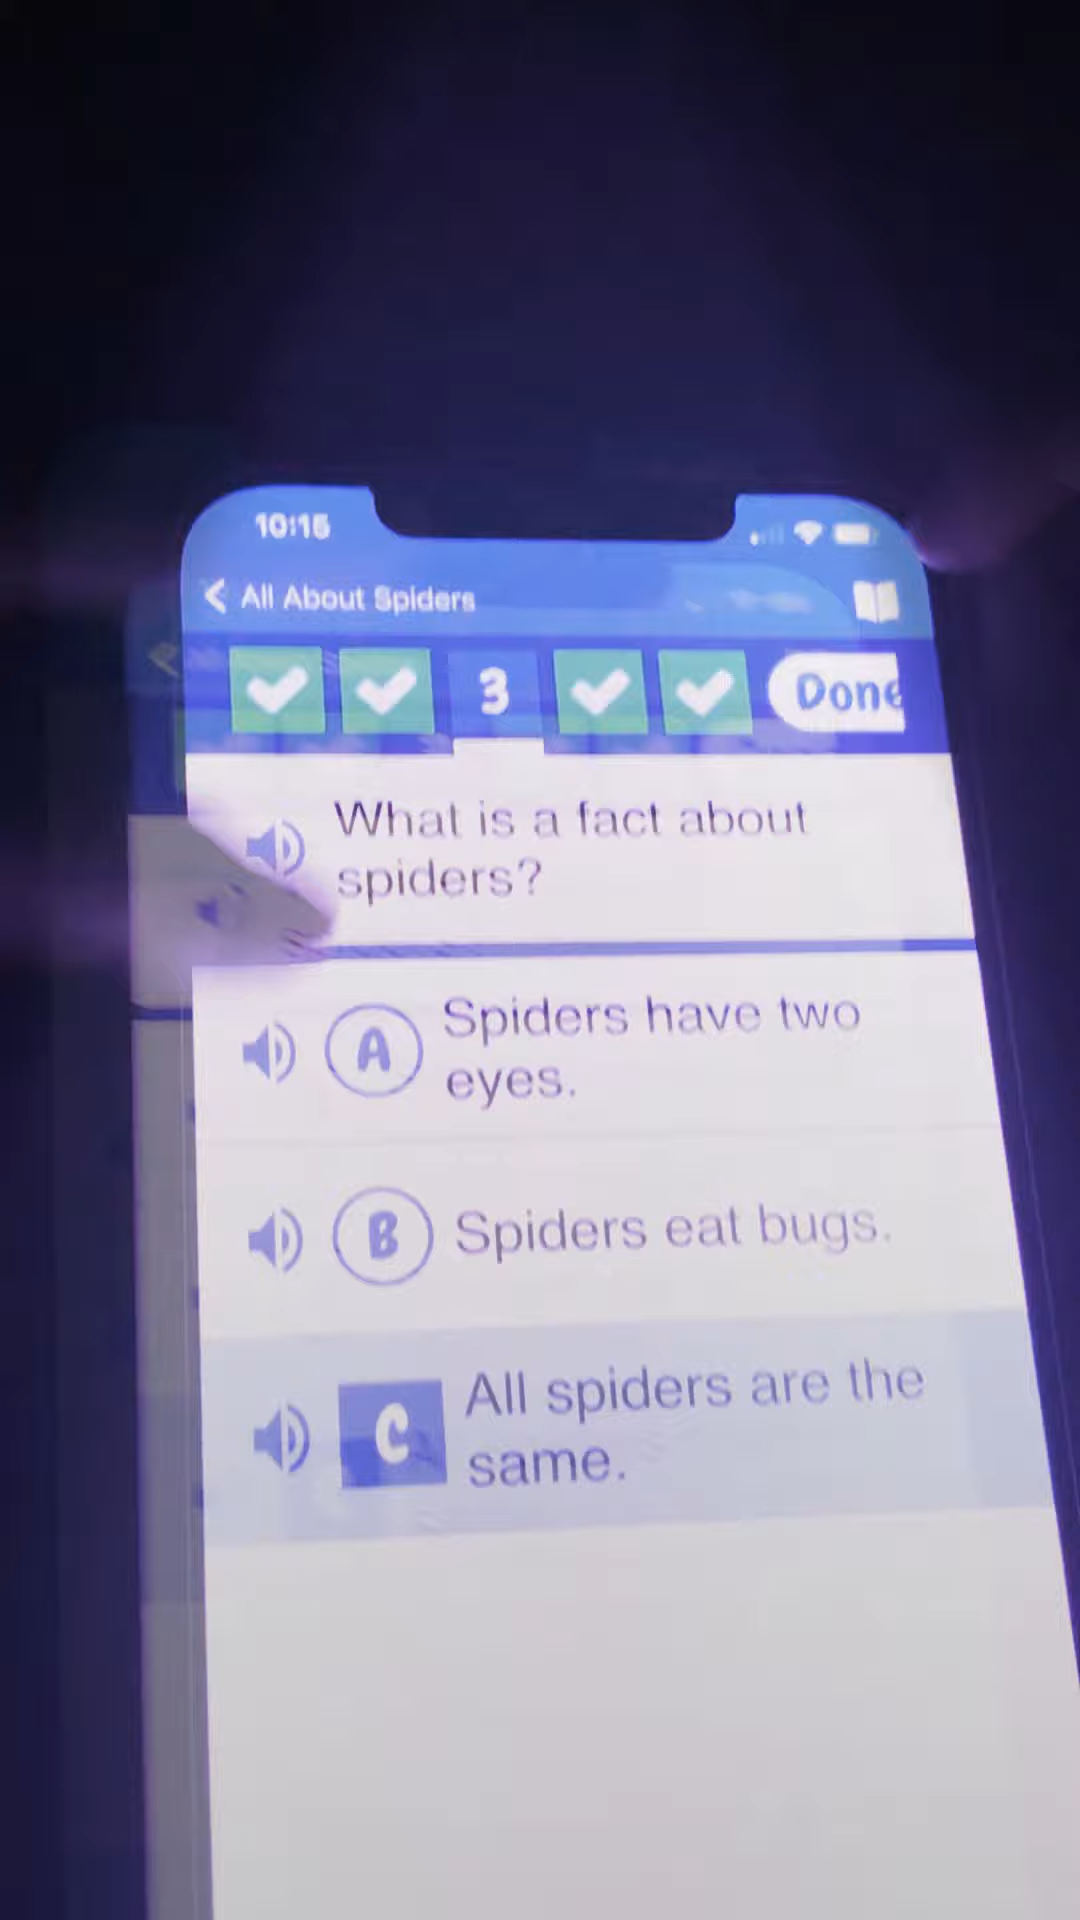 10:15
All About Spiders
3
Done
What is a fact about
spiders?
A
Spiders have two
eyes.
B
Spiders eat bugs.
C
All spiders are the
same.